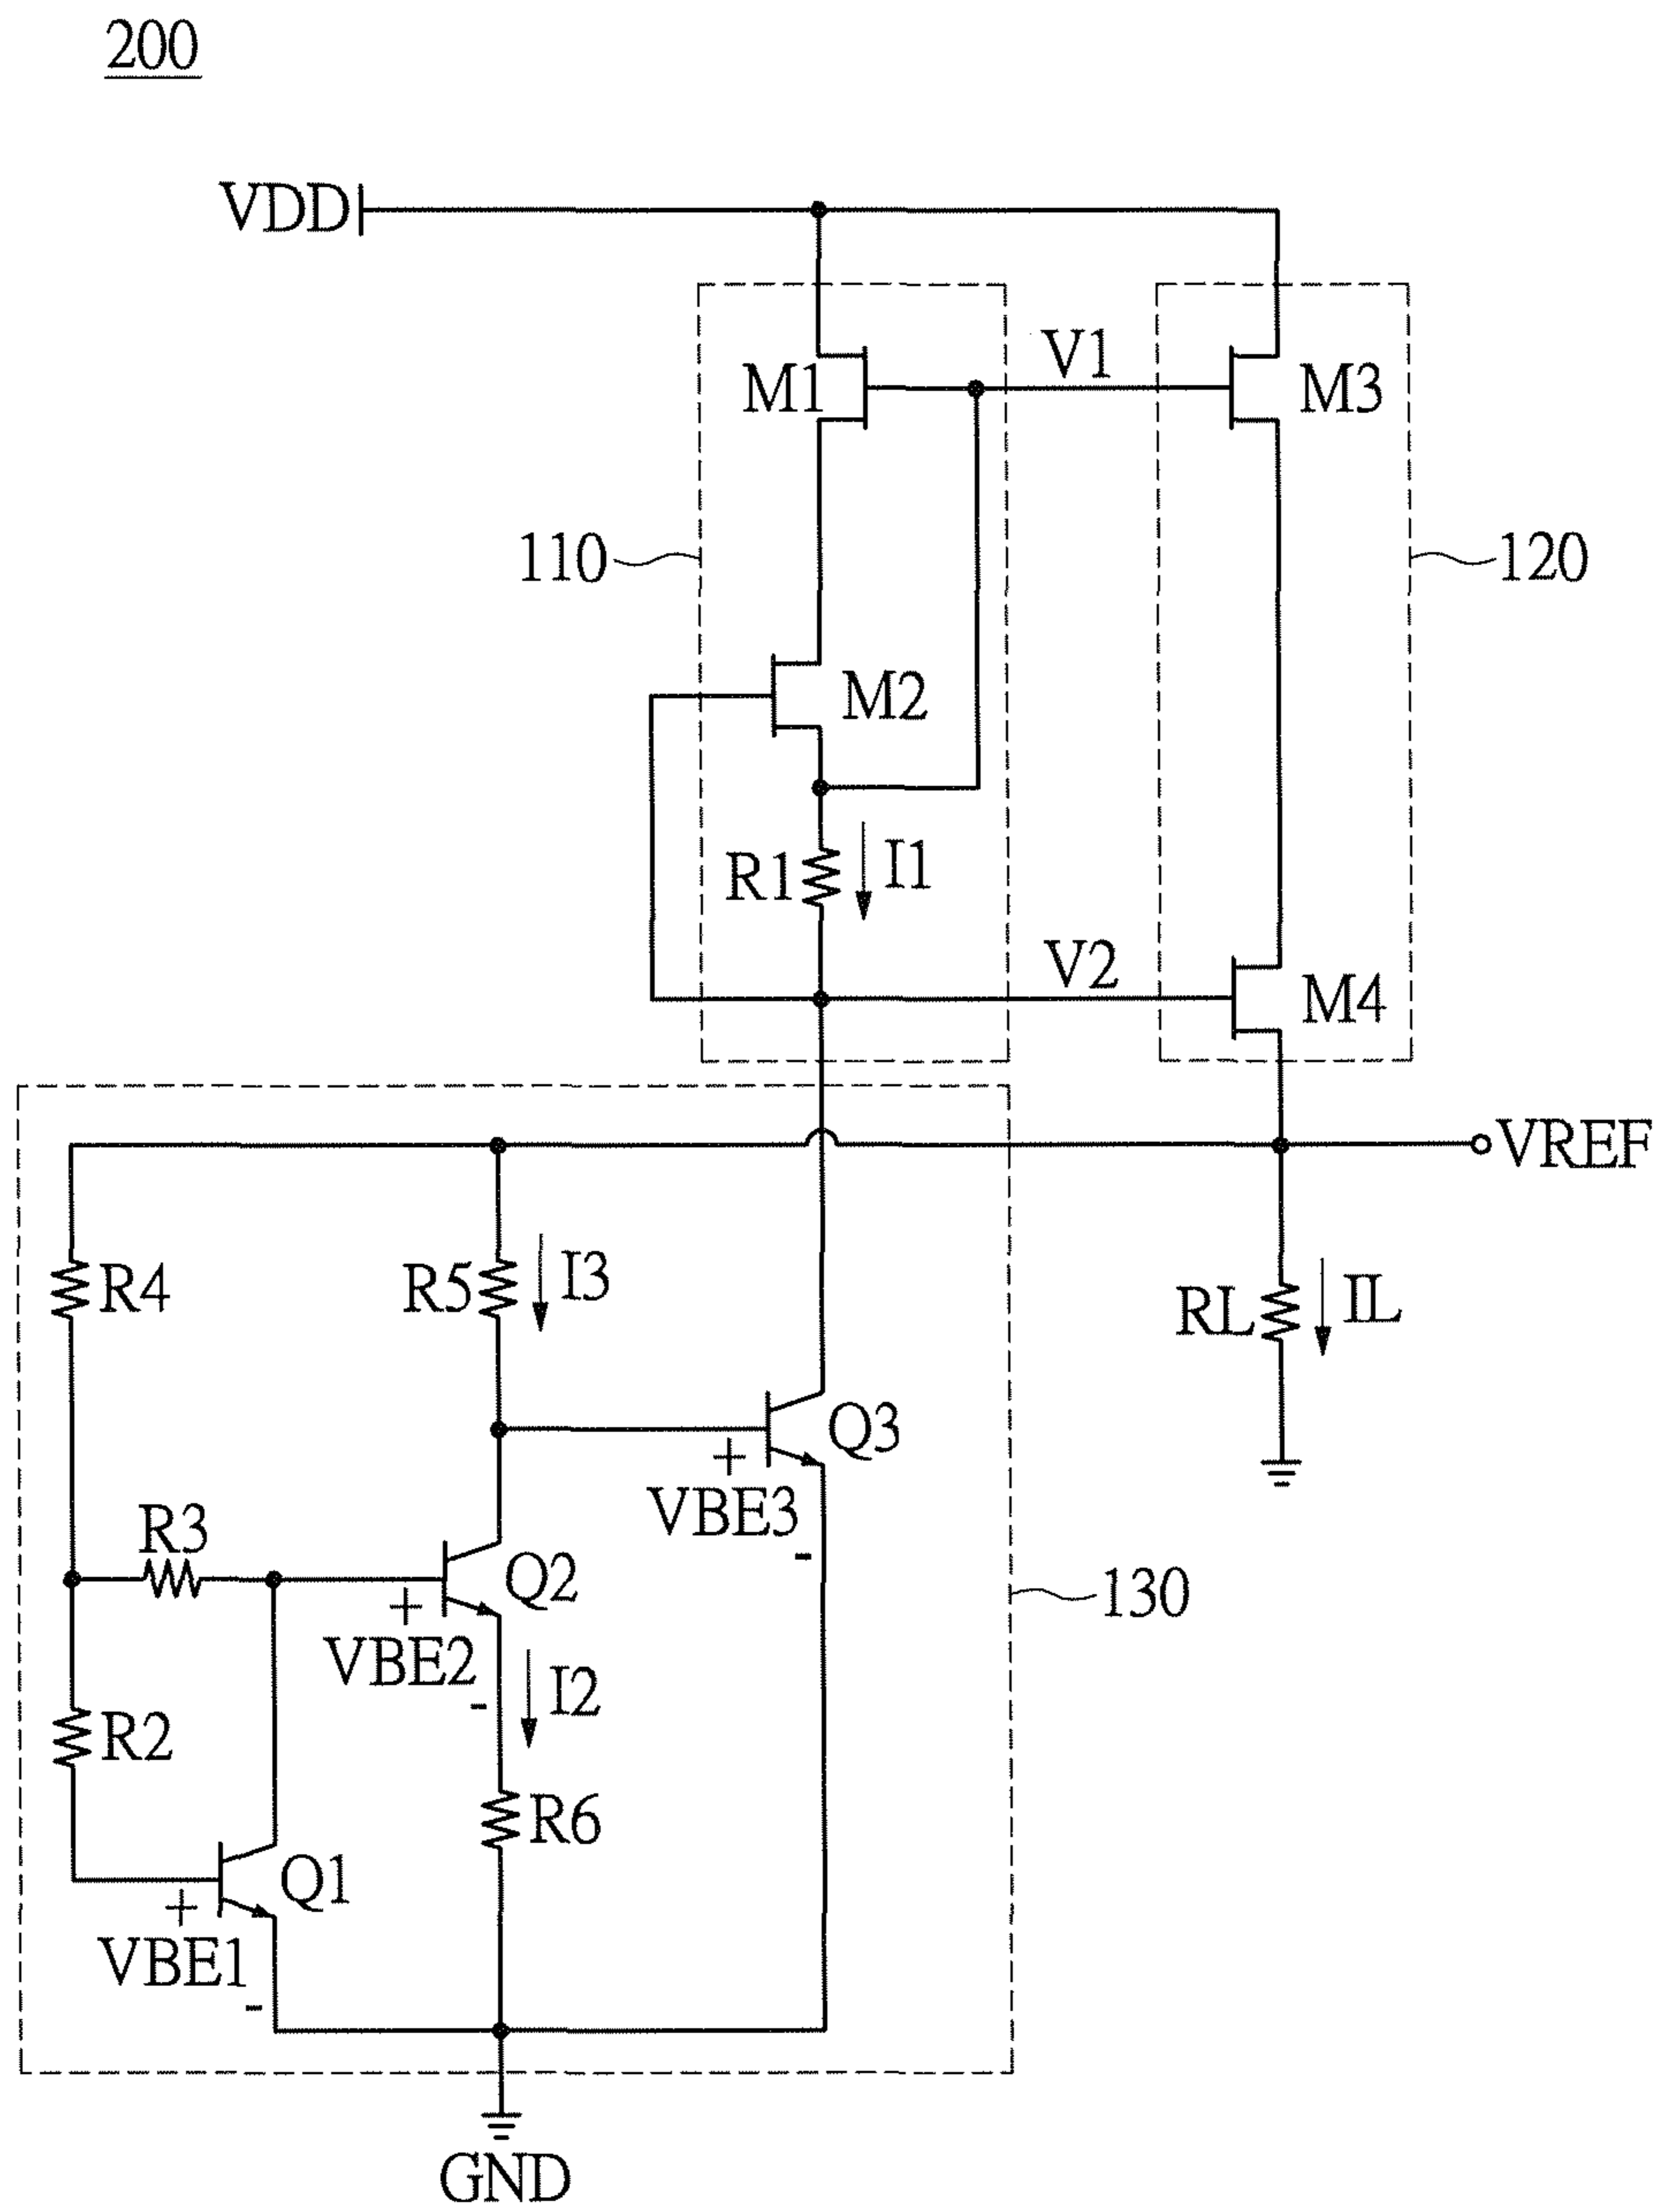 200
VDD
V1
M1
M3
110
120
M2
R1
I1
V2
M4
VREF
R4
R5
I3
RL
IL
Q3
+
VBE3
-
R3
Q2
+
VBE2
-
130
I2
R2
R6
Q1
+
VBE1
-
GND